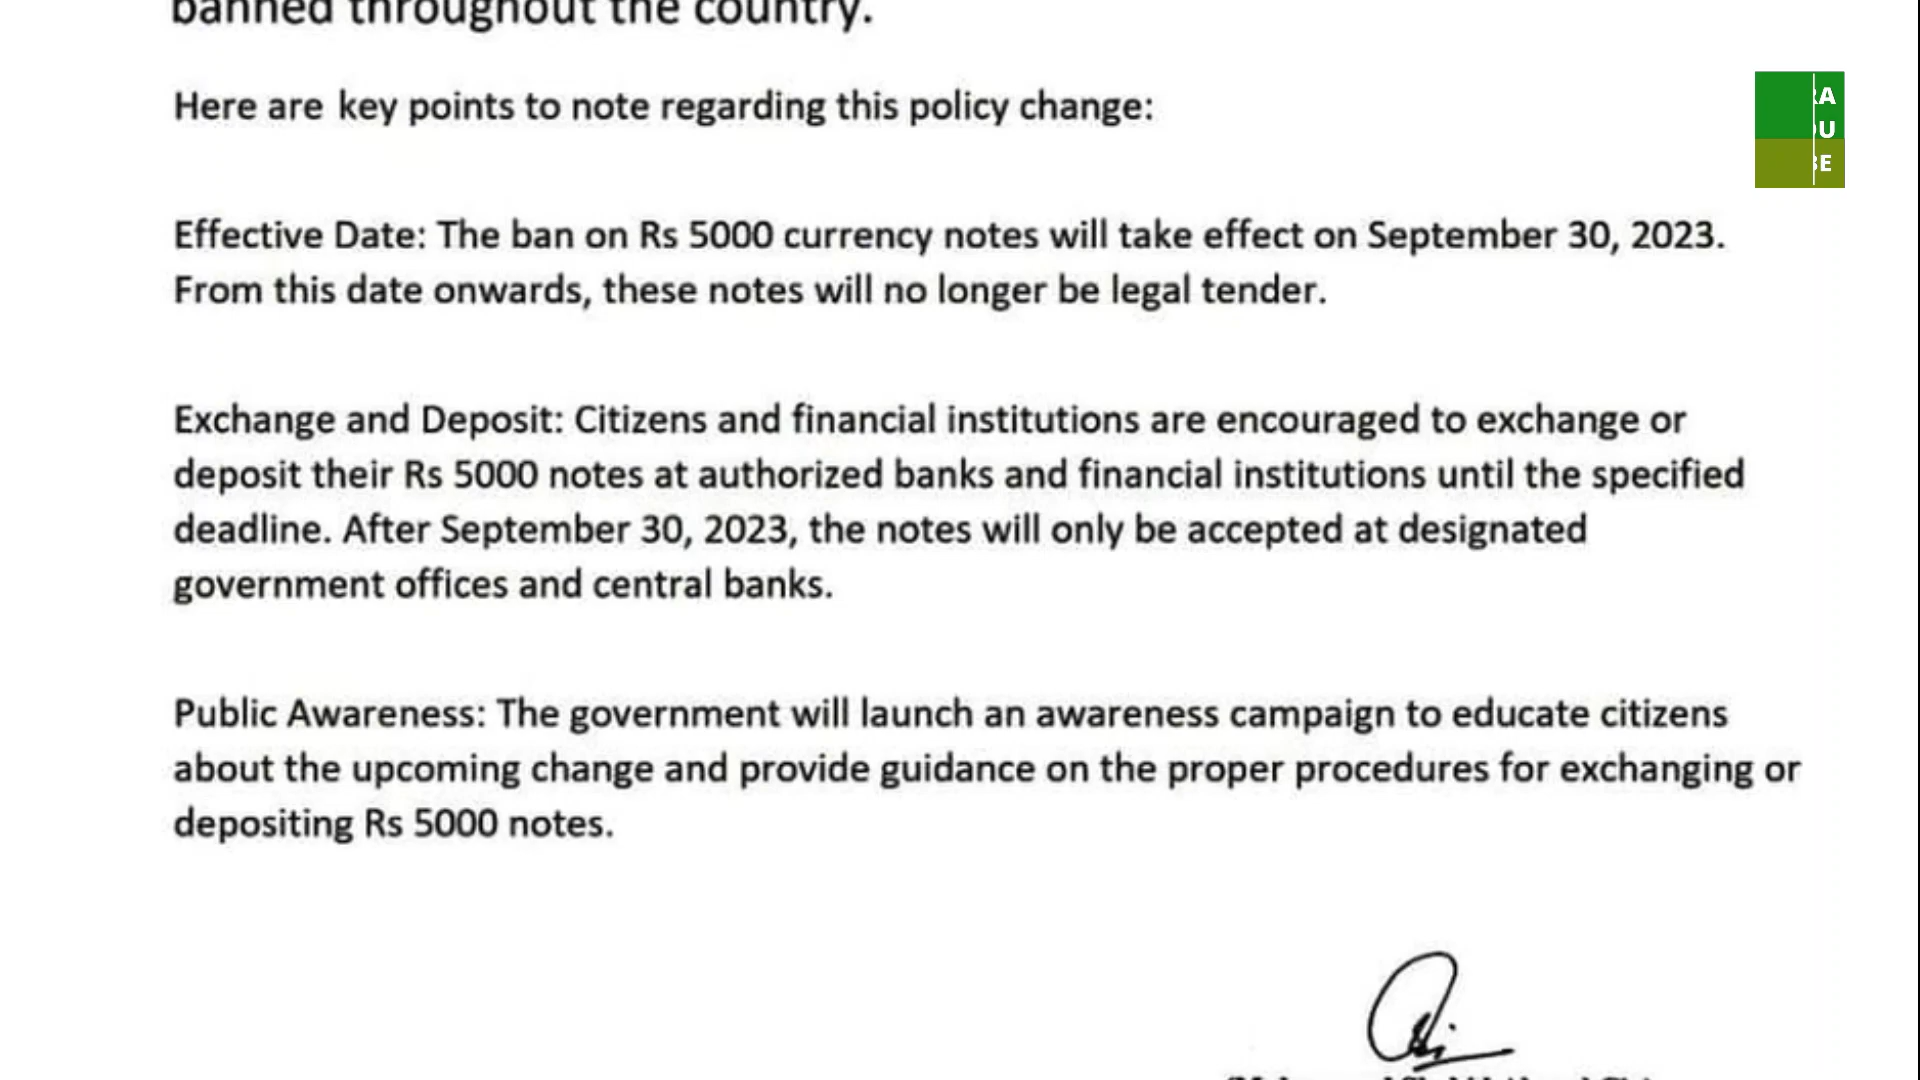 banned throughout the country.
Here are key points to note regarding this policy change:
RA
OU
BE
Effective Date: The ban on Rs 5000 currency notes will take effect on September 30, 2023.
From this date onwards, these notes will no longer be legal tender.
Exchange and Deposit: Citizens and financial institutions are encouraged to exchange or
deposit their Rs 5000 notes at authorized banks and financial institutions until the specified
deadline. After September 30, 2023, the notes will only be accepted at designated
government offices and central banks.
Public Awareness: The government will launch an awareness campaign to educate citizens
about the upcoming change and provide guidance on the proper procedures for exchanging or
depositing Rs 5000 notes.